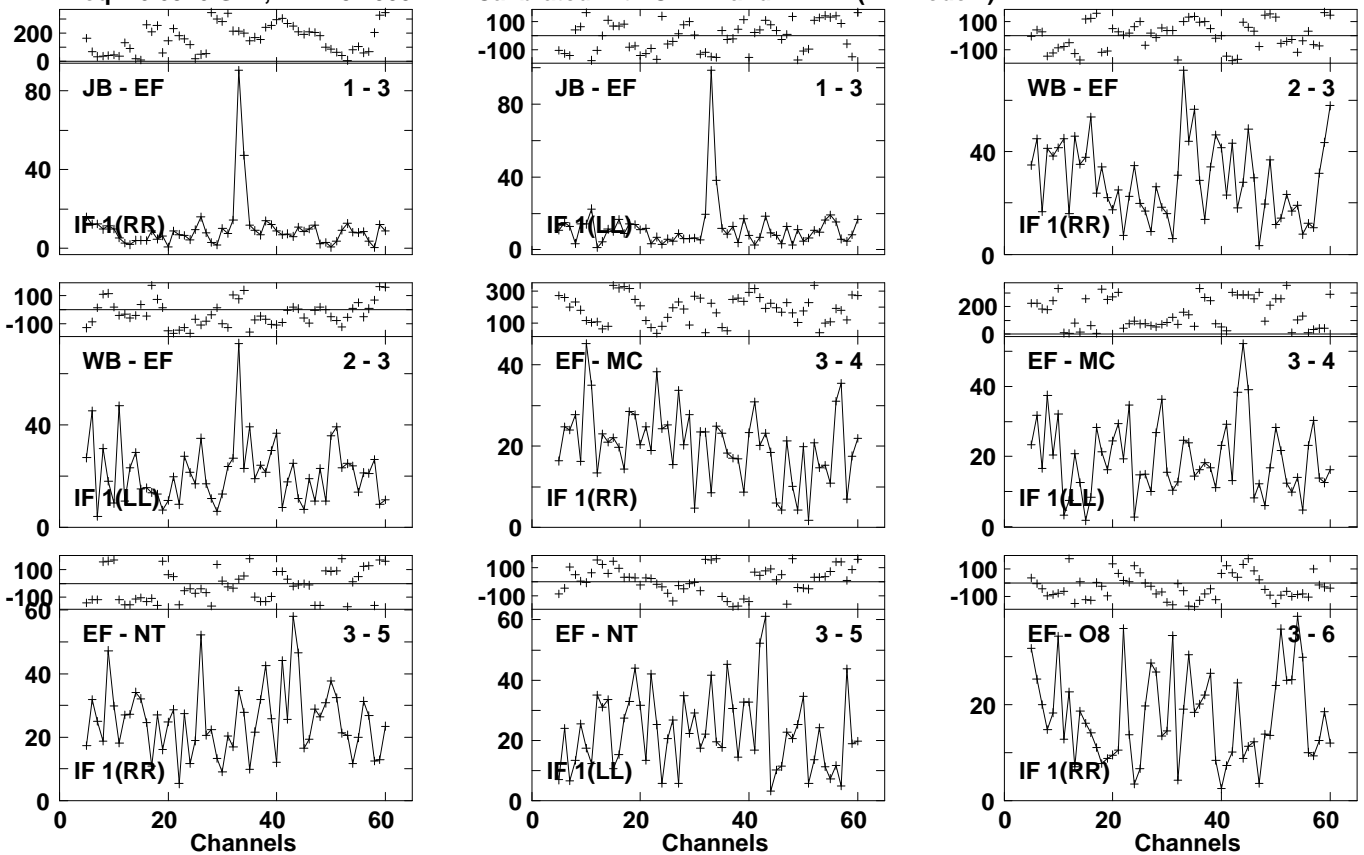 200
0
100
-100
100
-100
JB - EF 1 - 3
80
40
0
IF 1(RR)
JB - EF 1 - 3
80
40
0
IF 1(LL)
WB - EF 2 - 3
40
0
IF 1(RR)
100
-100
300
100
200
0
WB - EF 2 - 3
40
0
IF 1(LL)
EF - MC 3 - 4
40
20
0
IF 1(RR)
EF - MC 3 - 4
40
20
0
IF 1(LL)
100
-100
100
-100
100
-100
EF - NT 3 - 5
60
40
20
0
IF 1(RR)
EF - NT 3 - 5
60
40
20
0
IF 1(LL)
EF - O8 3 - 6
20
0
IF 1(RR)
0 20 40 60
Channels
0 20 40 60
Channels
0 20 40 60
Channels